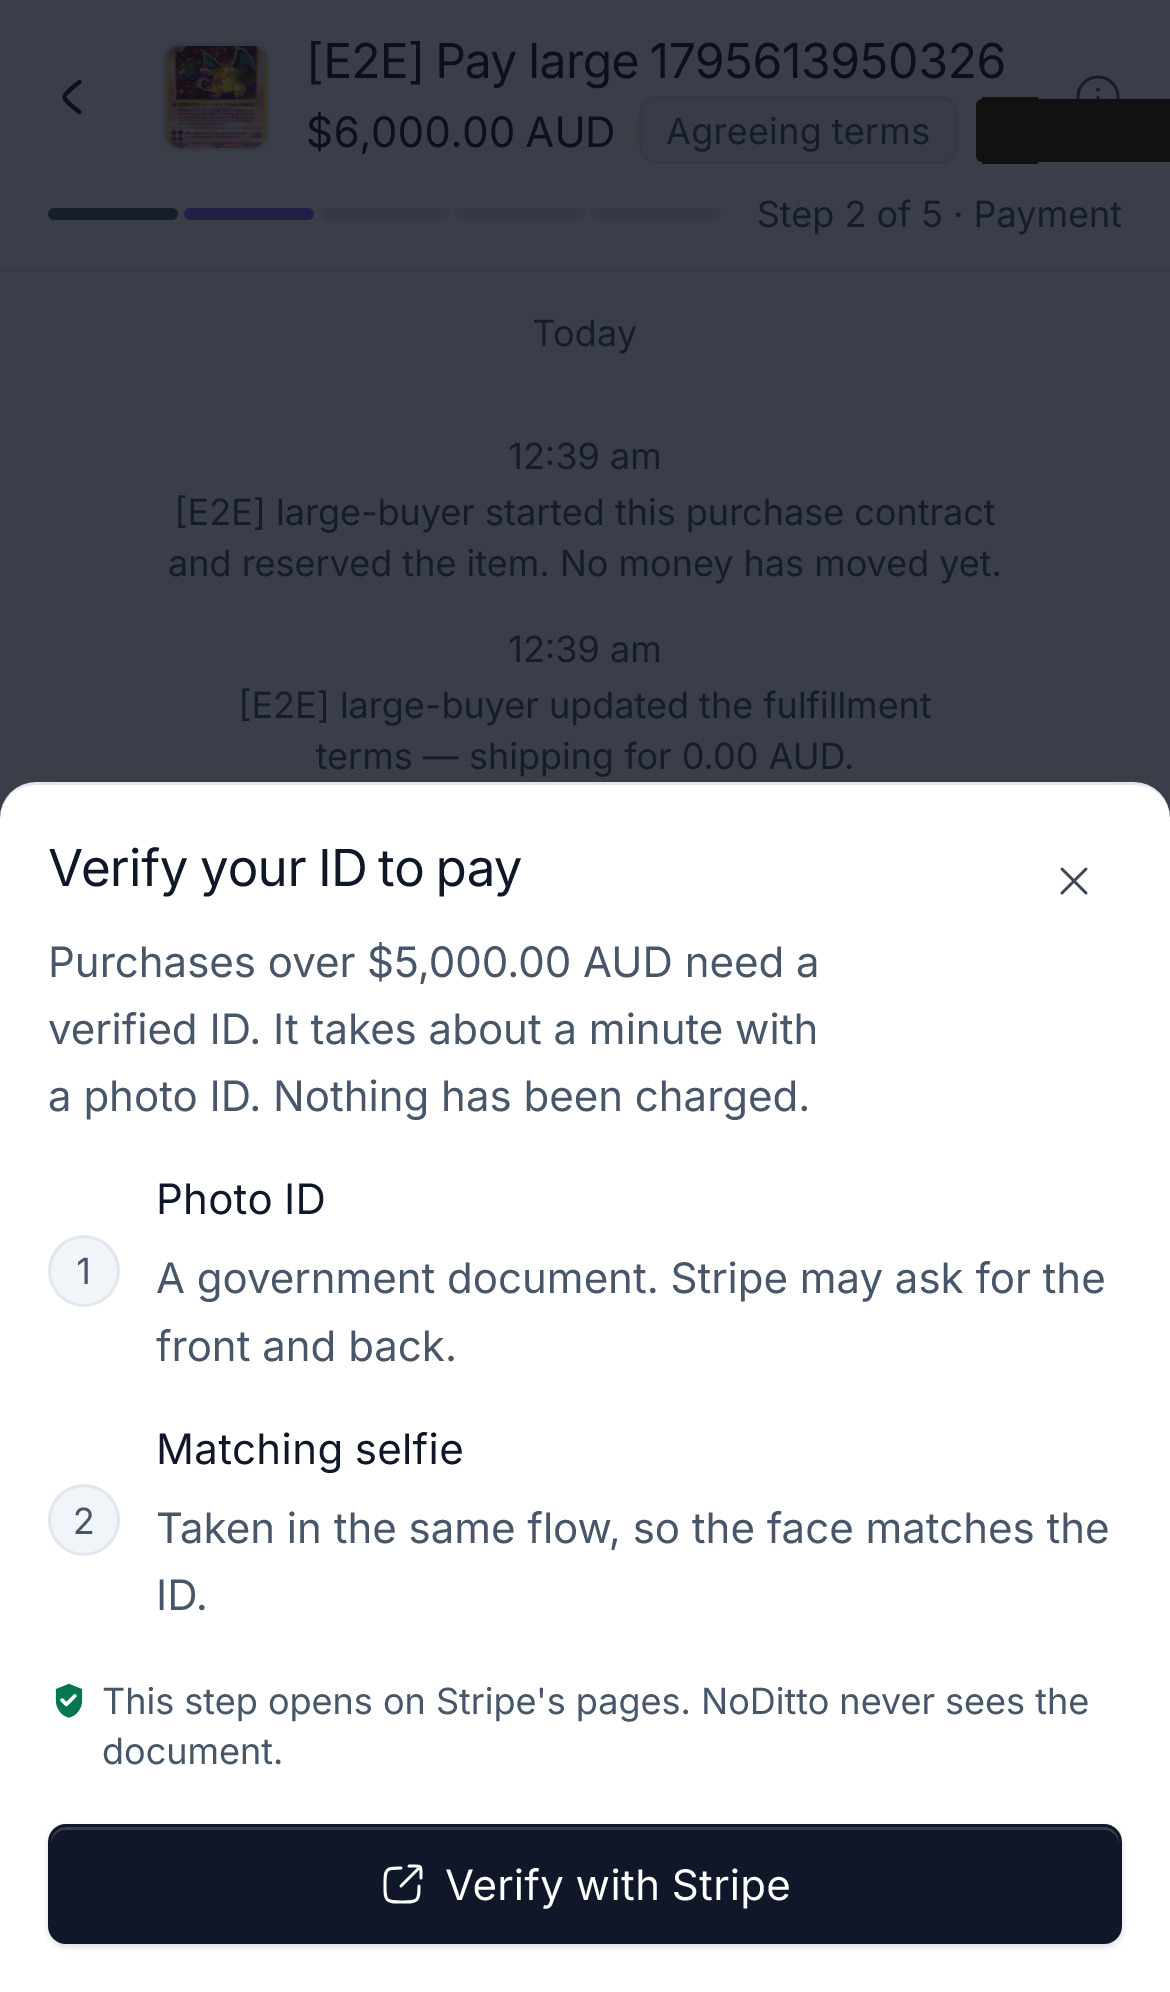 [E2E] Pay large 1795613950326
$6,000.00 AUD Agreeing terms
Step 2 of 5 · Payment
Today
12:39 am
[E2E] large-buyer started this purchase contract
and reserved the item. No money has moved yet.
12:39 am
[E2E] large-buyer updated the fulfillment
terms — shipping for 0.00 AUD.
Verify your ID to pay
Purchases over $5,000.00 AUD need a
verified ID. It takes about a minute with
a photo ID. Nothing has been charged.
Photo ID
1
A government document. Stripe may ask for the
front and back.
Matching selfie
2
Taken in the same flow, so the face matches the
ID.
This step opens on Stripe's pages. NoDitto never sees the
document.
Verify with Stripe